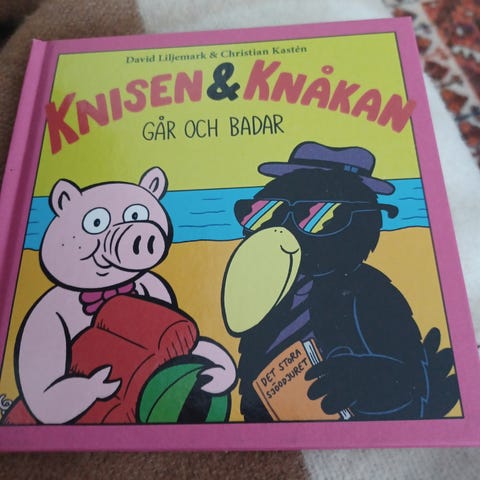 David Liljemark & Christian Kastén
KNISEN & KNÅKAN
GÅR OCH BADAR
DET STORA
SJÖODJURET